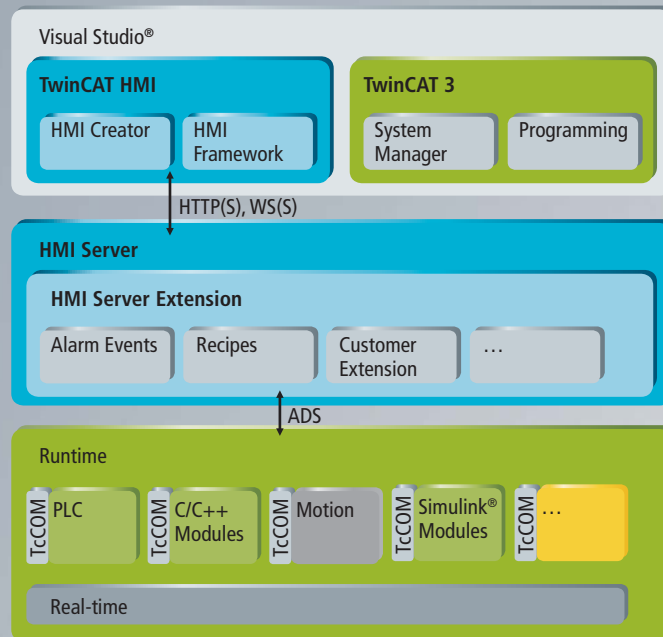 Visual Studio®
TwinCAT HMI
HMI Creator
HMI
Framework
TwinCAT 3
System
Manager
Programming
HTTP(S), WS(S)
HMI Server
HMI Server Extension
Alarm Events
Recipes
Customer
Extension
…
ADS
Runtime
TcCOM
PLC
TcCOM
C/C++
Modules
TcCOM
Motion
TcCOM
Simulink®
Modules
TcCOM
…
Real-time